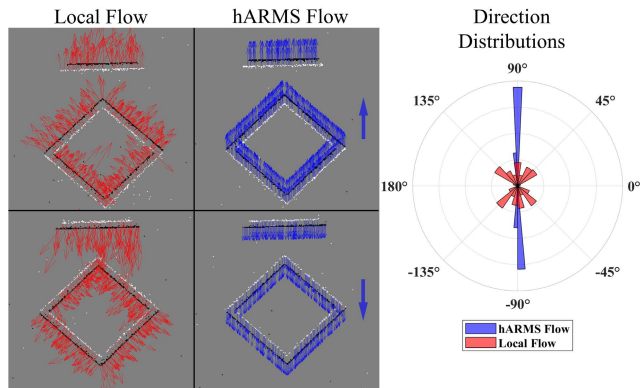 Local Flow
hARMS Flow
Direction
Distributions
90°
135°
45°
180°
0°
-135°
-45°
-90°
hARMS Flow
Local Flow